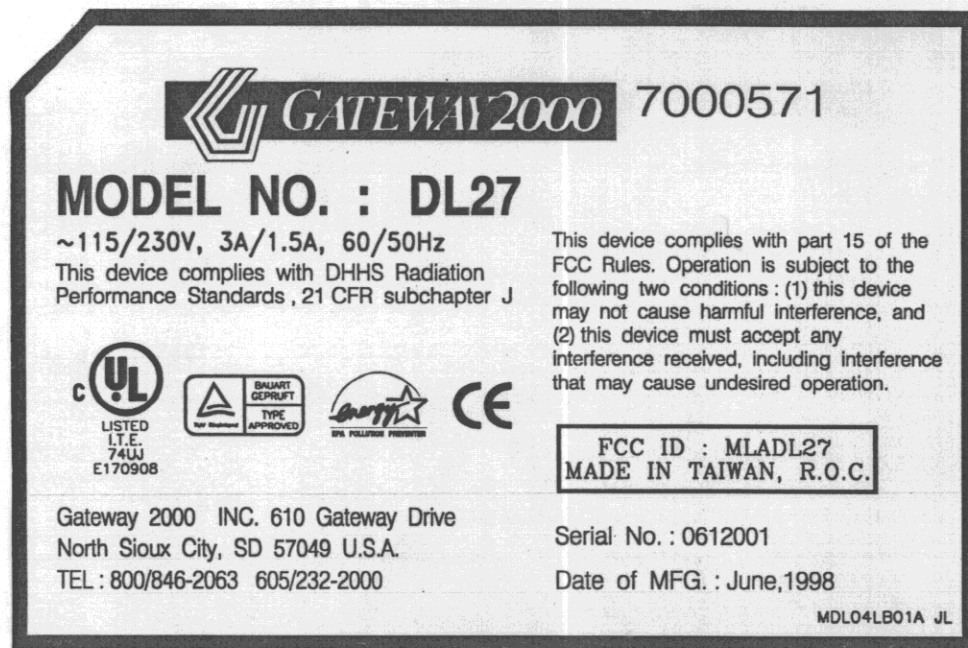 GATEWAY 2000 7000571
MODEL NO. : DL27
~115/230V, 3A/1.5A, 60/50Hz
This device complies with DHHS Radiation
Performance Standards, 21 CFR subchapter J
This device complies with part 15 of the
FCC Rules. Operation is subject to the
following two conditions : (1) this device
may not cause harmful interference, and
(2) this device must accept any
interference received, including interference
that may cause undesired operation.
C UL
LISTED
I.T.E.
74UJ
E170908
TUV Rheinland
BAUART
GEPRUFT
TYPE
APPROVED
energy
EPA POLLUTION PREVENTER
CE
FCC ID : MLADL27
MADE IN TAIWAN, R.O.C.
Gateway 2000 INC. 610 Gateway Drive
North Sioux City, SD 57049 U.S.A.
TEL : 800/846-2063 605/232-2000
Serial No. : 0612001
Date of MFG. : June,1998
MDL04LB01A JL